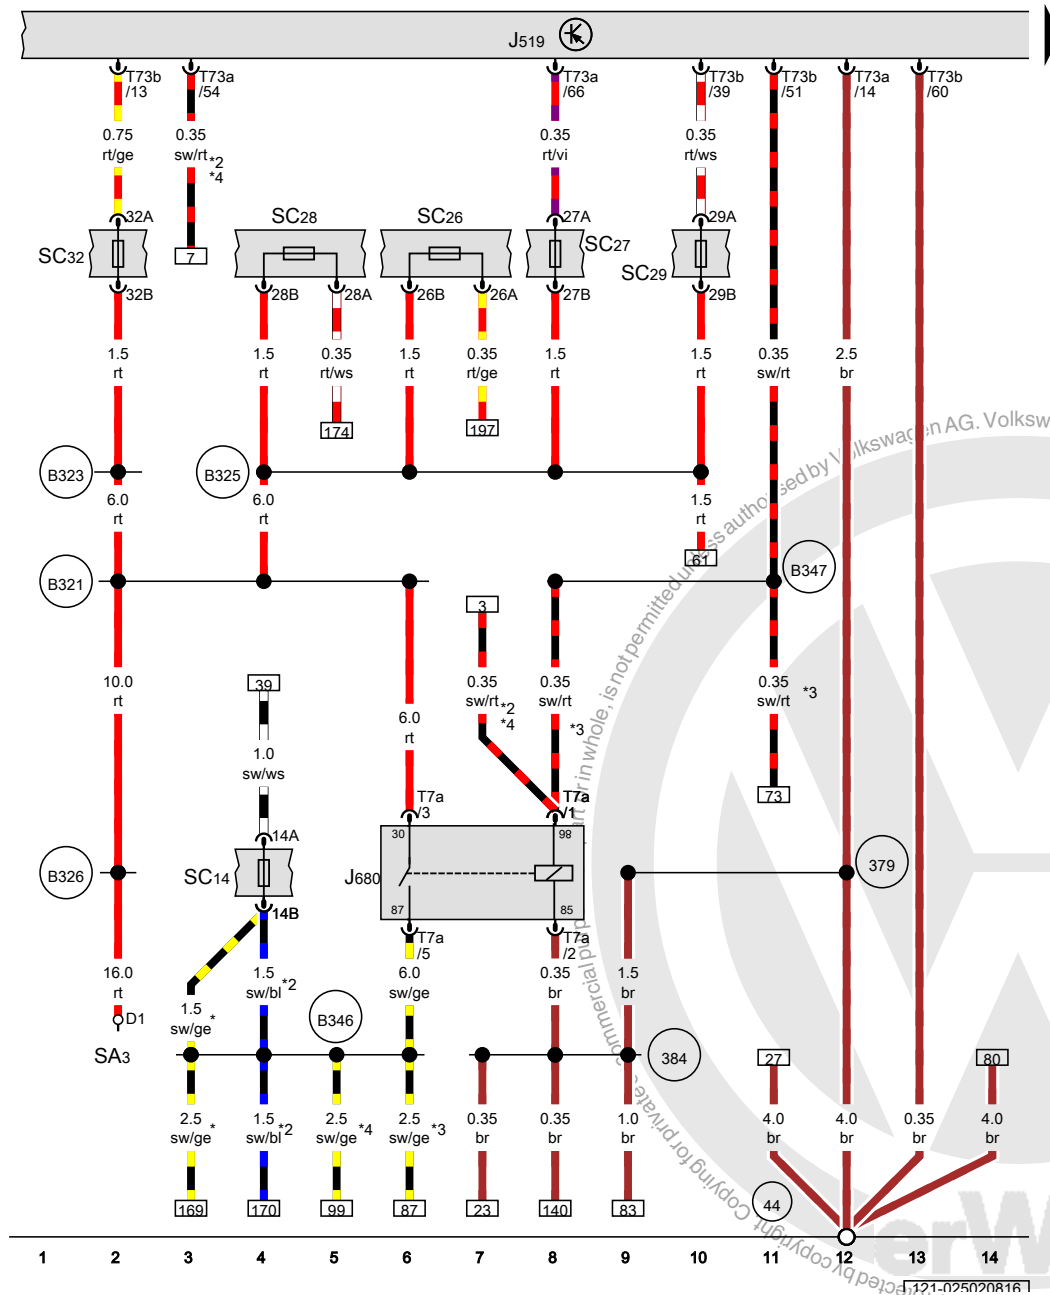 J519
T73b
/13
T73a
/54
T73a
/66
T73b
/39
T73b
/51
T73a
/14
T73b
/60
0.75
rt/ge
0.35
sw/rt
*2
*4
0.35
rt/vi
0.35
rt/ws
32A
SC28
SC26
27A
29A
SC32
7
SC27
SC29
32B
28B
28A
26B
26A
27B
29B
1.5
rt
1.5
rt
0.35
rt/ws
1.5
rt
0.35
rt/ge
1.5
rt
1.5
rt
0.35
sw/rt
2.5
br
174
197
B323
B325
6.0
rt
6.0
rt
1.5
rt
61
B321
B347
3
39
10.0
rt
0.35
sw/rt
*2
*4
0.35
sw/rt
*3
0.35
sw/rt
*3
6.0
rt
1.0
sw/ws
73
T7a
/3
T7a
/1
14A
30
98
B326
SC14
J680
379
87
85
14B
T7a
/5
T7a
/2
16.0
rt
1.5
sw/bl
*2
6.0
sw/ge
0.35
br
1.5
br
1.5
sw/ge
*
D1
SA3
B346
384
27
80
2.5
sw/ge
*
1.5
sw/bl
*2
2.5
sw/ge
*4
2.5
sw/ge
*3
0.35
br
0.35
br
1.0
br
4.0
br
4.0
br
0.35
br
4.0
br
169
170
99
87
23
140
83
44
1 2 3 4 5 6 7 8 9 10 11 12 13 14
121-025020816
AG. Volksw
in whole, is not permitted
Copying for private
copyright